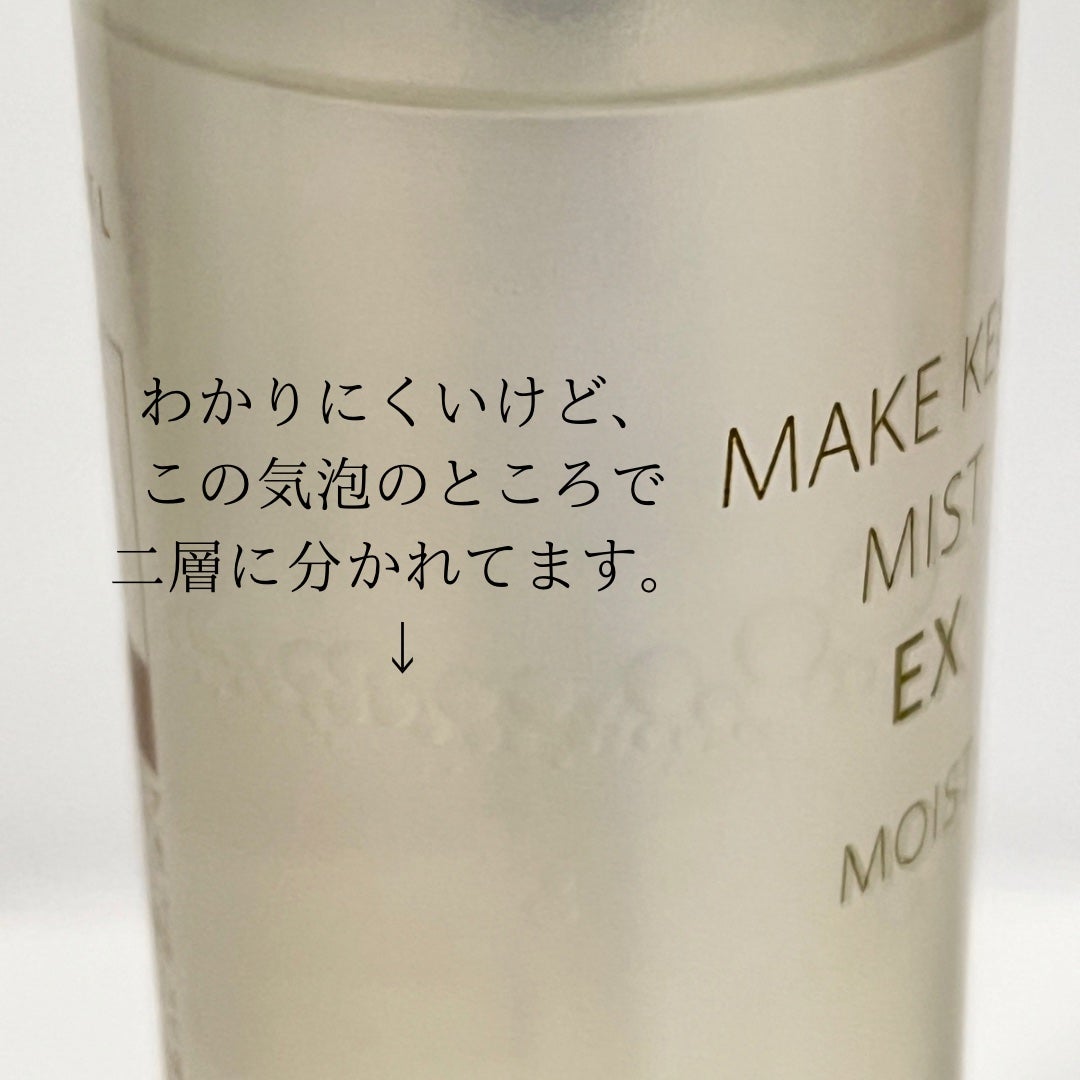 わかりにくいけど、
この気泡のところで
二層に分かれてます。
↓
MAKE
MIST
EX
MOIST